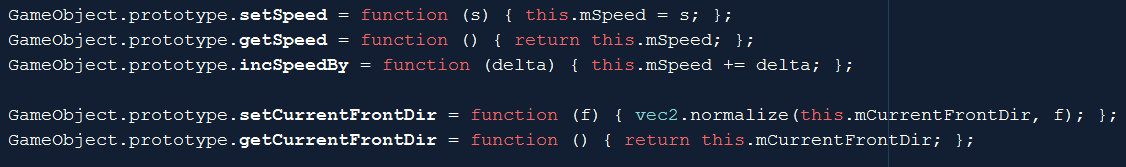 GameObject.prototype.setSpeed = function (s) { this.mSpeed = s; };
GameObject.prototype.getSpeed = function () { return this.mSpeed; };
GameObject.prototype.incSpeedBy = function (delta) { this.mSpeed += delta; };
GameObject.prototype.setCurrentFrontDir = function (f) { vec2.normalize(this.mCurrentFrontDir, f); };
GameObject.prototype.getCurrentFrontDir = function () { return this.mCurrentFrontDir; };